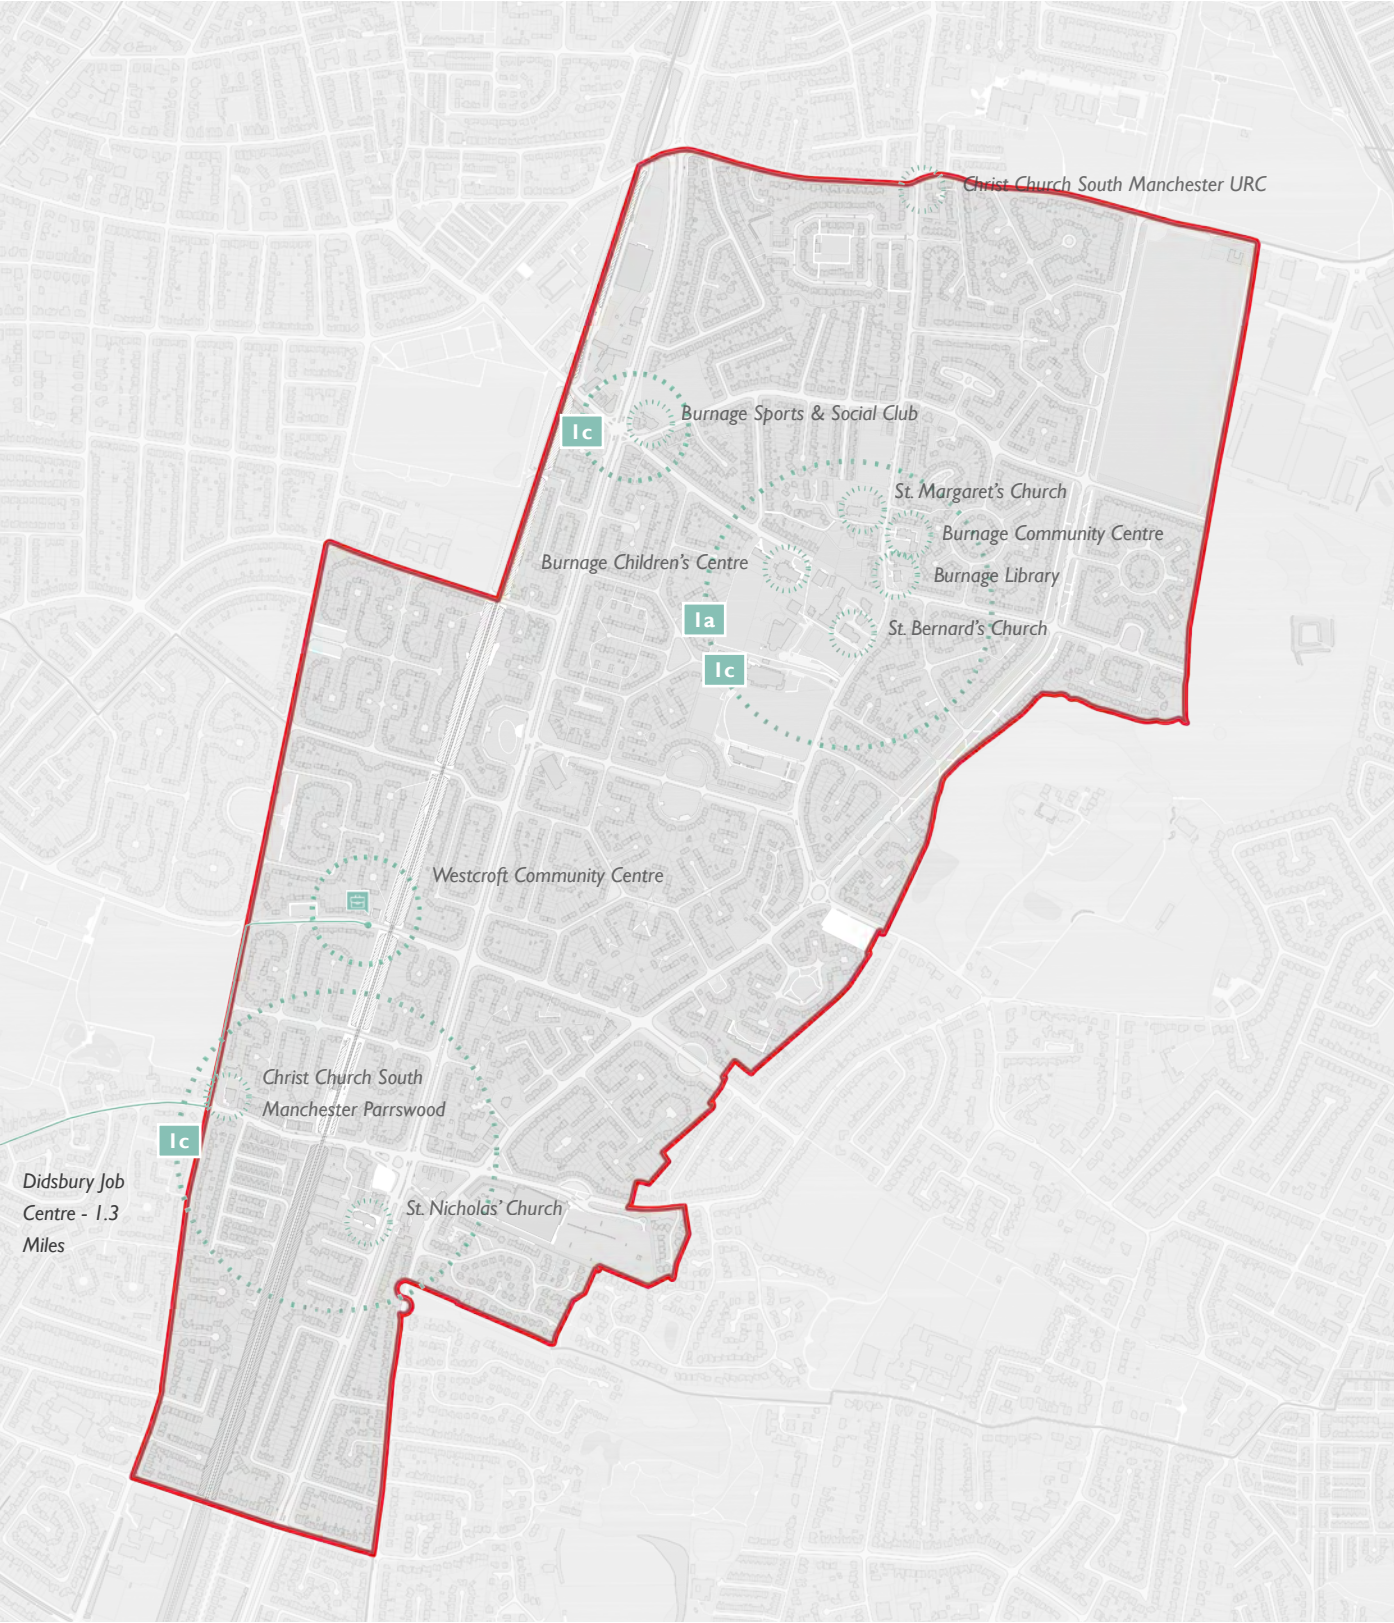 Christ Church South Manchester URC
Burnage Sports & Social Club
1c
St. Margaret's Church
Burnage Community Centre
Burnage Children's Centre
Burnage Library
1a
St. Bernard's Church
1c
Westcroft Community Centre
Christ Church South
Manchester Parrswood
1c
Didsbury Job
Centre - 1.3
Miles
St. Nicholas' Church